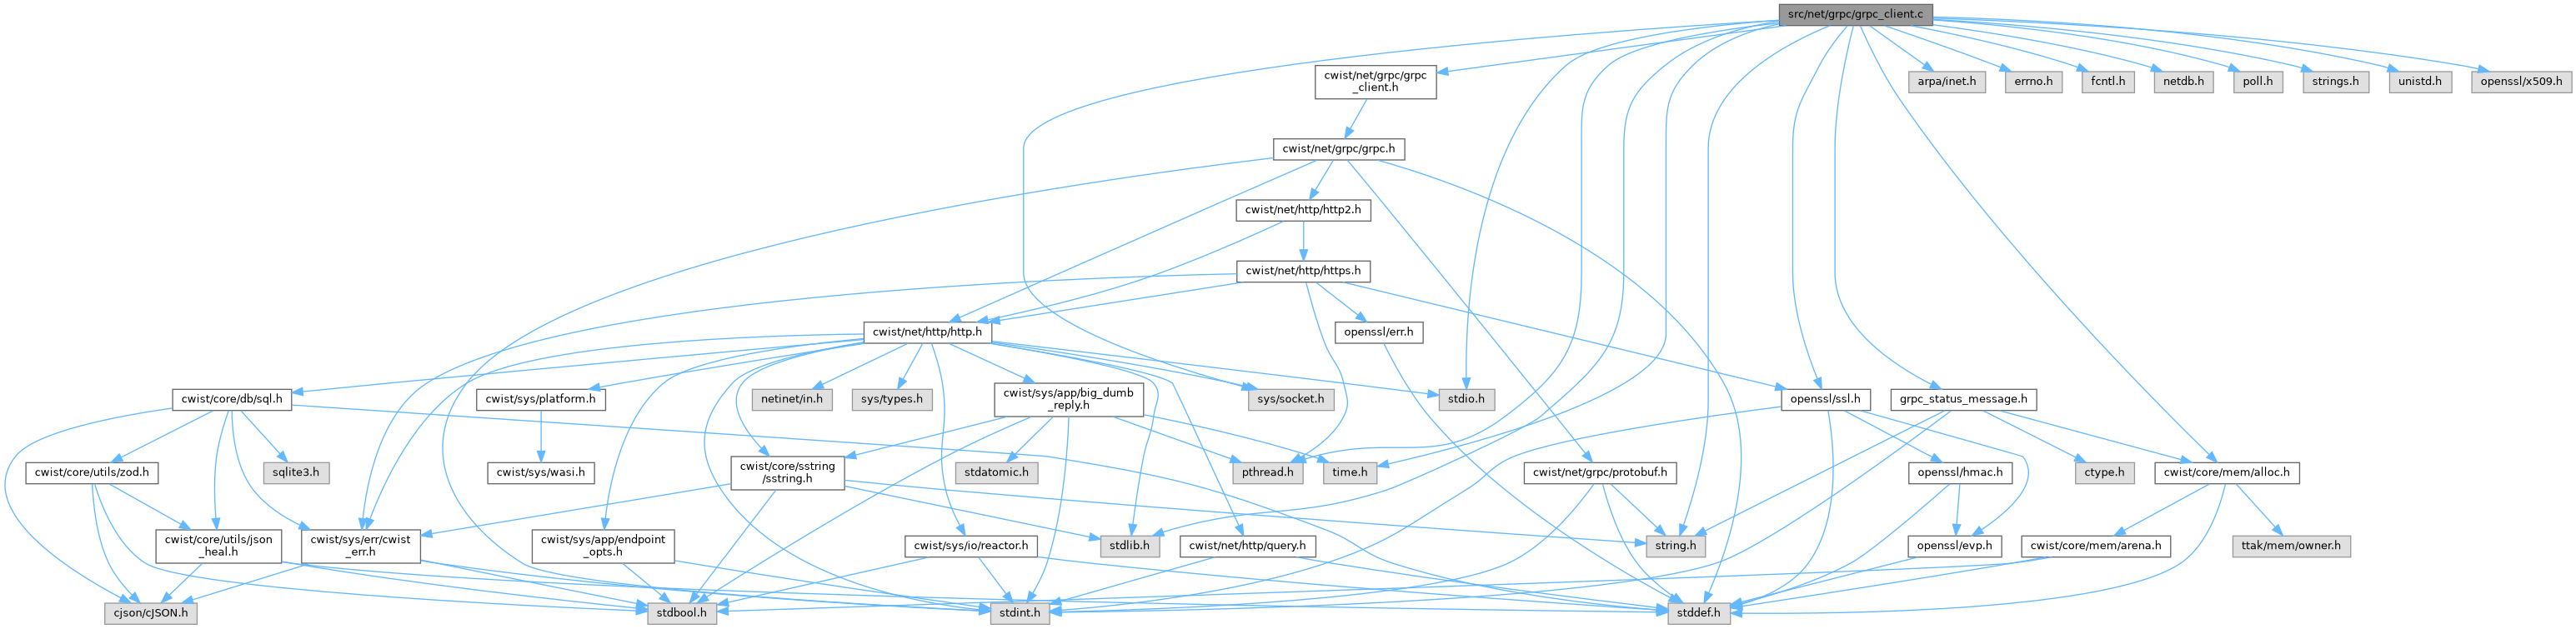 src/net/grpc/grpc_client.c
cwist/net/grpc/grpc
_client.h
arpa/inet.h
errno.h
fcntl.h
netdb.h
poll.h
strings.h
unistd.h
openssl/x509.h
cwist/net/grpc/grpc.h
cwist/net/http/http2.h
cwist/net/http/https.h
cwist/net/http/http.h
openssl/err.h
cwist/core/db/sql.h
cwist/sys/platform.h
netinet/in.h
sys/types.h
cwist/sys/app/big_dumb
_reply.h
sys/socket.h
stdio.h
openssl/ssl.h
grpc_status_message.h
cwist/core/utils/zod.h
sqlite3.h
cwist/sys/wasi.h
cwist/core/sstring
/sstring.h
stdatomic.h
pthread.h
time.h
cwist/net/grpc/protobuf.h
openssl/hmac.h
ctype.h
cwist/core/mem/alloc.h
cwist/core/utils/json
_heal.h
cwist/sys/err/cwist
_err.h
cwist/sys/app/endpoint
_opts.h
cwist/sys/io/reactor.h
stdlib.h
cwist/net/http/query.h
string.h
openssl/evp.h
cwist/core/mem/arena.h
ttak/mem/owner.h
cjson/cJSON.h
stdbool.h
stdint.h
stddef.h